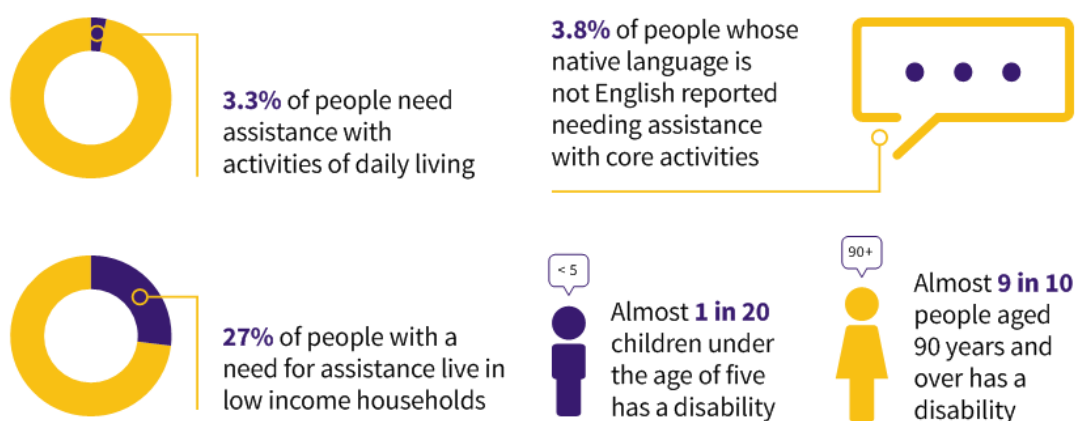 3.3% of people need
assistance with
activities of daily living
3.8% of people whose
native language is
not English reported
needing assistance
with core activities
27% of people with a
need for assistance live in
low income households
< 5
Almost 1 in 20
children under
the age of five
has a disability
90+
Almost 9 in 10
people aged
90 years and
over has a
disability